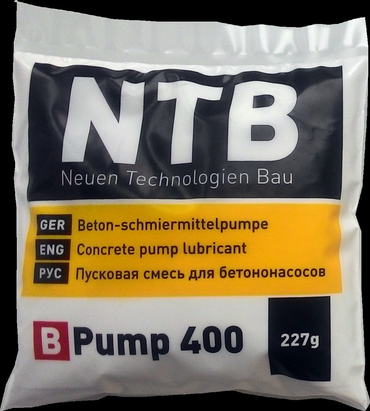 NTB
Neuen Technologien Bau
GER Beton-schmiermittelpumpe
ENG Concrete pump lubricant
РУС Пусковая смесь для бетононасосов
B Pump 400 227g